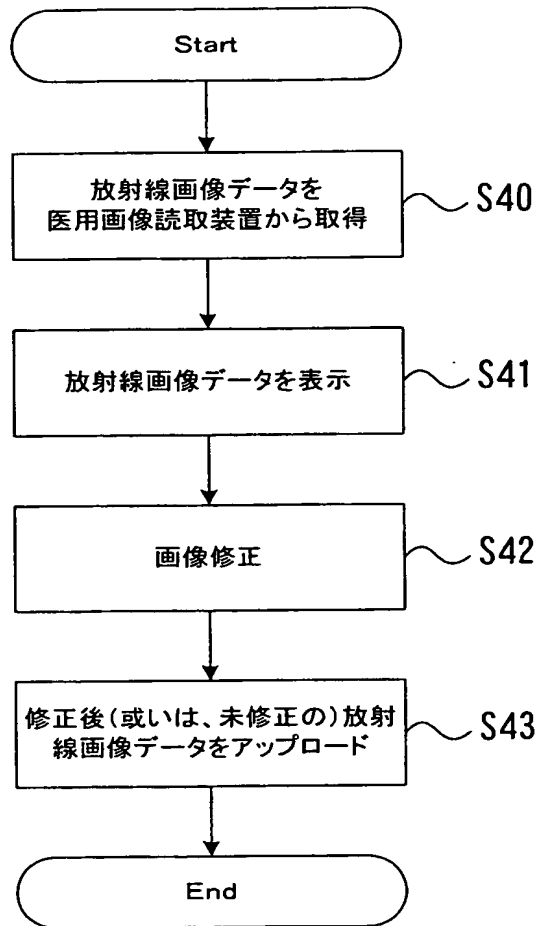 Start
放射線画像データを
医用画像読取装置から取得
S40
放射線画像データを表示
S41
画像修正
S42
修正後(或いは、未修正の)放射
線画像データをアップロード
S43
End